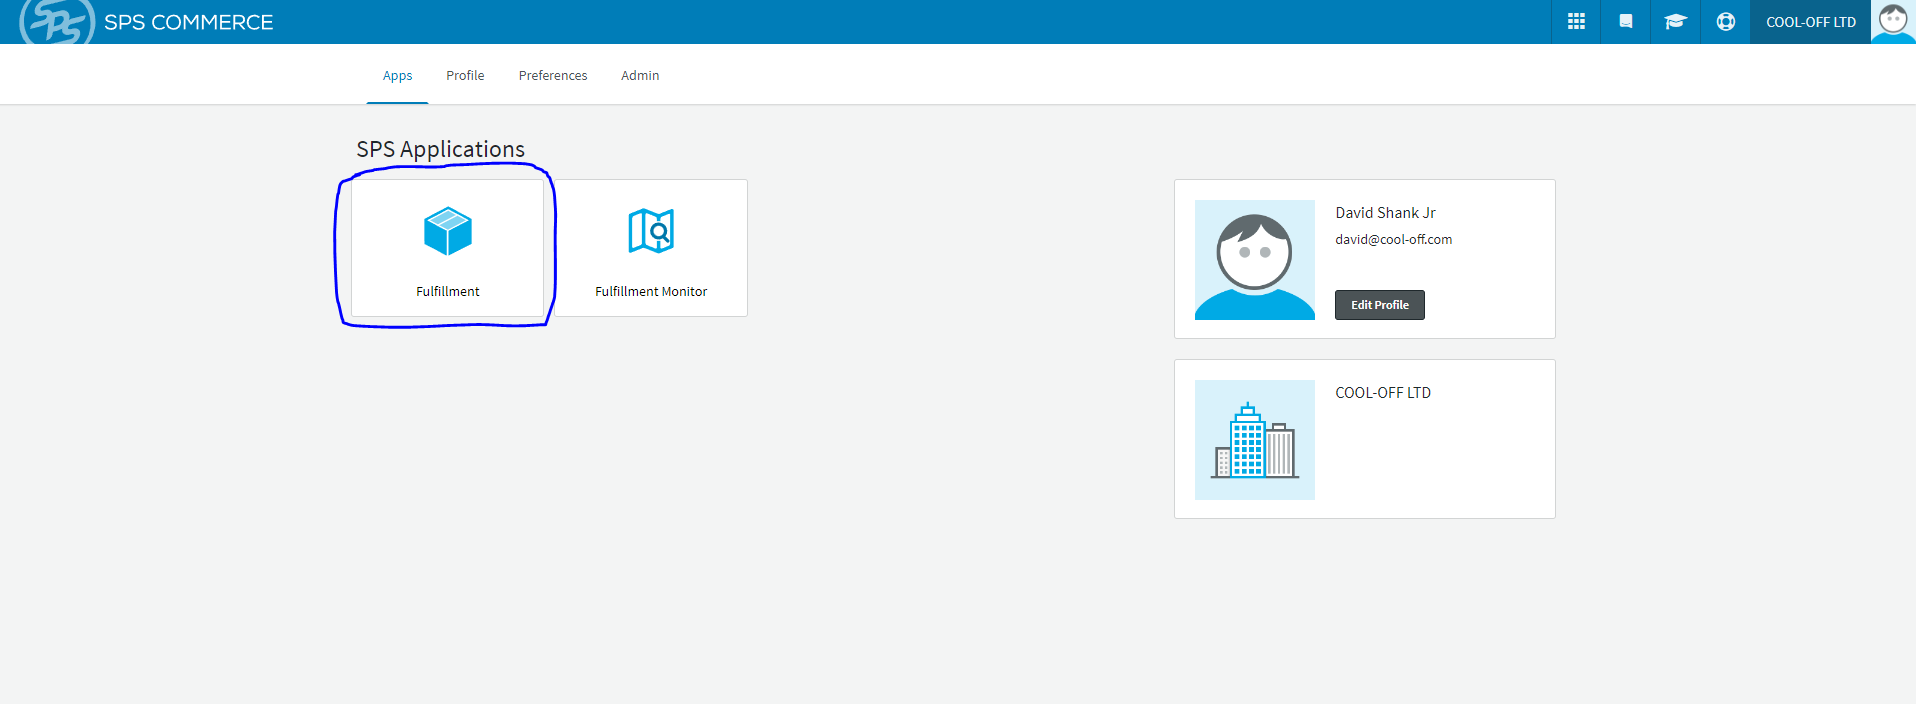 SPS
SPS COMMERCE
COOL-OFF LTD
Apps
Profile
Preferences
Admin
SPS Applications
Fulfillment
Fulfillment Monitor
David Shank Jr
david@cool-off.com
Edit Profile
COOL-OFF LTD